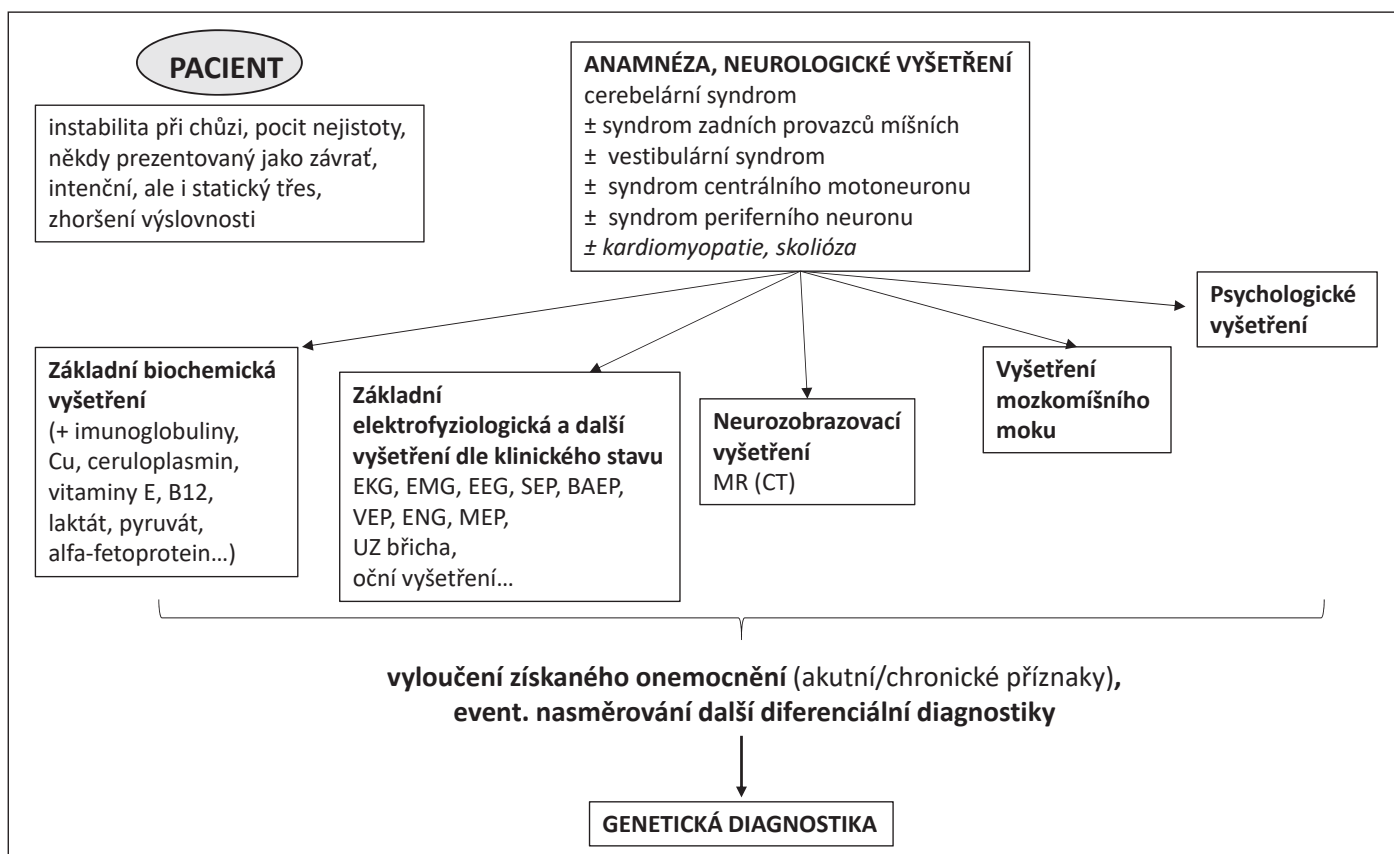 PACIENT
instabilita při chůzi, pocit nejistoty,
někdy prezentovaný jako závrať,
intenční, ale i statický třes,
zhoršení výslovnosti
ANAMNÉZA, NEUROLOGICKÉ VYŠETŘENÍ
cerebelární syndrom
± syndrom zadních provazců míšních
± vestibulární syndrom
± syndrom centrálního motoneuronu
± syndrom periferního neuronu
± kardiomyopatie, skolióza
Základní biochemická
vyšetření
(+ imunoglobuliny,
Cu, ceruloplasmin,
vitaminy E, B12,
laktát, pyruvát,
alfa-fetoprotein...)
Základní
elektrofyziologická a další
vyšetření dle klinického stavu
EKG, EMG, EEG, SEP, BAEP,
VEP, ENG, MEP,
UZ břicha,
oční vyšetření...
Neurozobrazovací
vyšetření
MR (CT)
Vyšetření
mozkomíšního
moku
Psychologické
vyšetření
vyloučení získaného onemocnění (akutní/chronické příznaky),
event. nasměrování další diferenciální diagnostiky
GENETICKÁ DIAGNOSTIKA